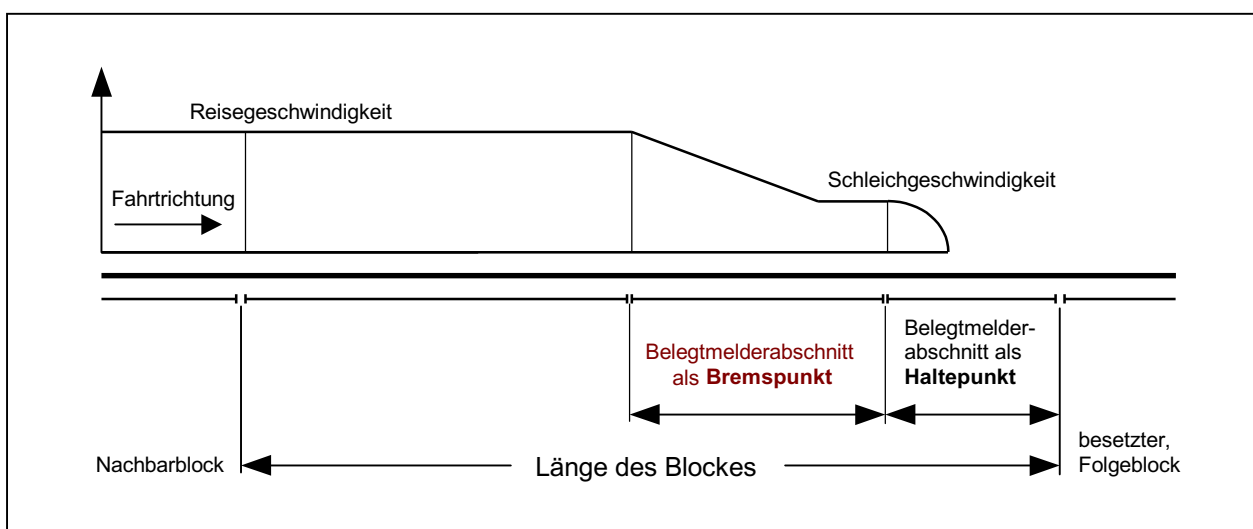 Reisegeschwindigkeit
Fahrtrichtung
Schleichgeschwindigkeit
Belegtmelderabschnitt
als Bremspunkt
Belegtmelder-
abschnitt als
Haltepunkt
Nachbarblock
Länge des Blockes
besetzter,
Folgeblock